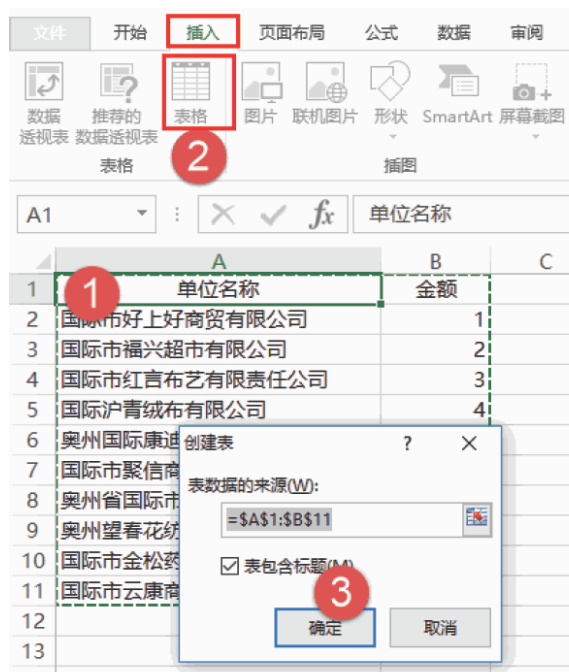 文件 开始 插入 页面布局 公式 数据 审阅
数据透视表 推荐的数据透视表 表格 图片 联机图片 形状 SmartArt 屏幕截图
2
表格 插图
A1 fx 单位名称
A B C
1 1 单位名称 金额
2 国际市好上好商贸有限公司 1
3 国际市福兴超市有限公司 2
4 国际市红言布艺有限责任公司 3
5 国际沪青绒布有限公司 4
6 奥州国际康迪
7 国际市聚信商
8 奥州省国际市
9 奥州望春花纺
10 国际市金松药
11 国际市云康商
12
13
创建表 ?
表数据的来源(W):
=$A$1:$B$11
表包含标题(M)
3
确定 取消